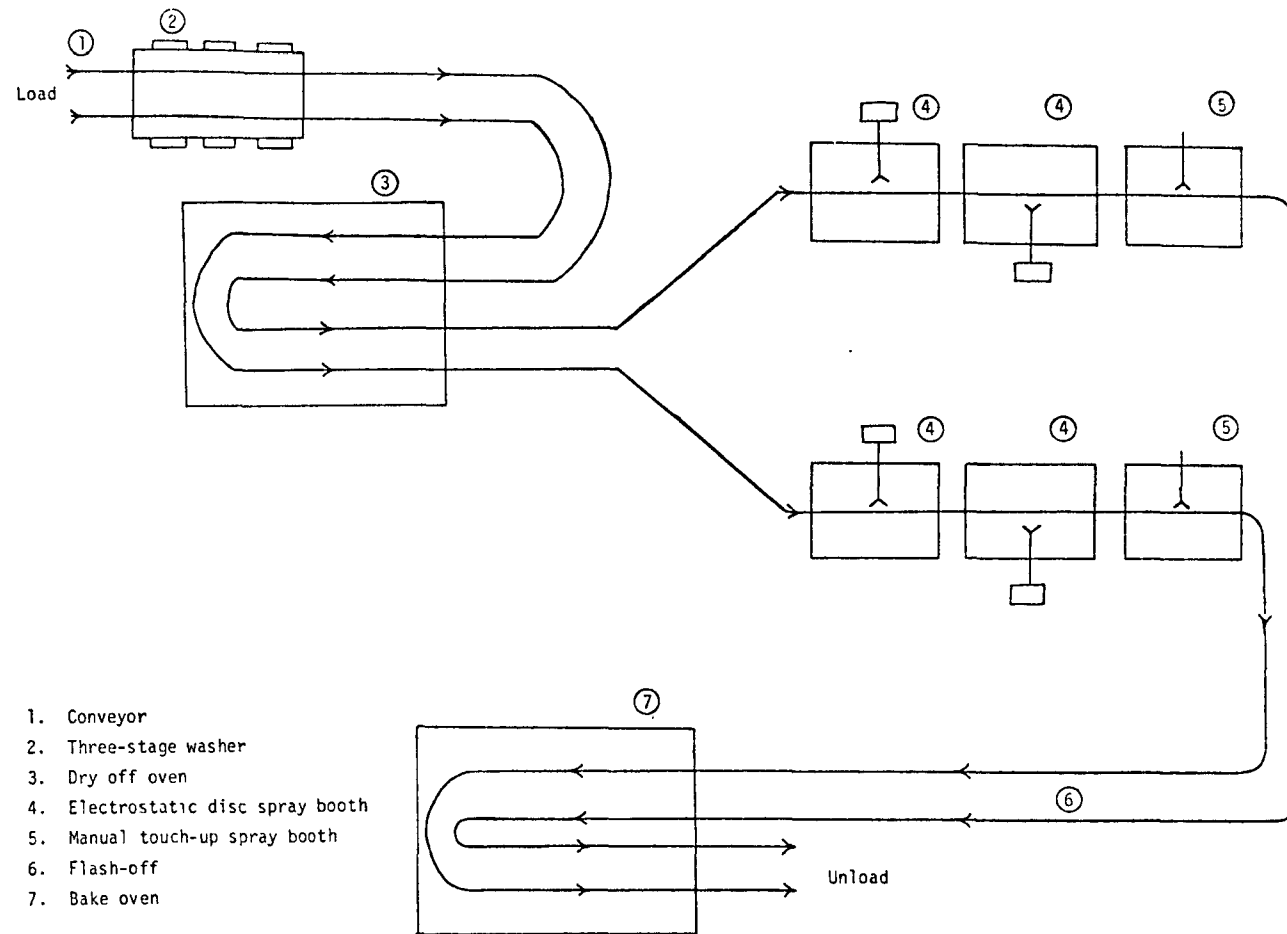 ① ②
Load
③
④ ④ ⑤
④ ④ ⑤
⑦
⑥
Unload
1. Conveyor
2. Three-stage washer
3. Dry off oven
4. Electrostatic disc spray booth
5. Manual touch-up spray booth
6. Flash-off
7. Bake oven